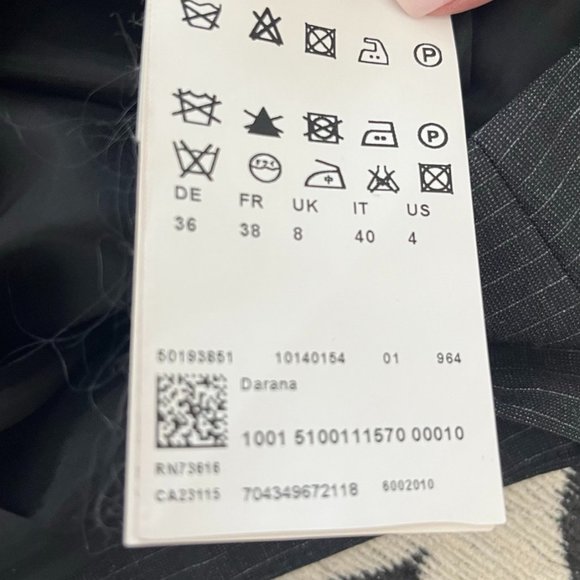 P
P
DE FR UK IT US
36 38 8 40 4
50193851 10140154 01 964
Darana
1001 5100111570 00010
RN73616
CA23115 704349672118 6002010